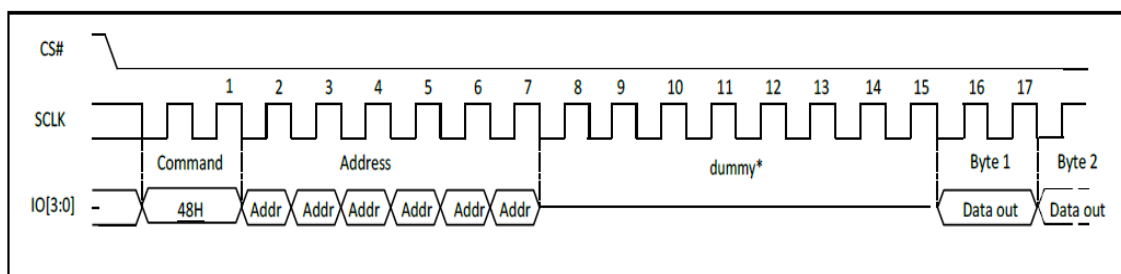 CS#
1 2 3 4 5 6 7 8 9 10 11 12 13 14 15 16 17
SCLK
Command Address dummy* Byte 1 Byte 2
IO[3:0] 48H Addr Addr Addr Addr Addr Addr Data out Data out